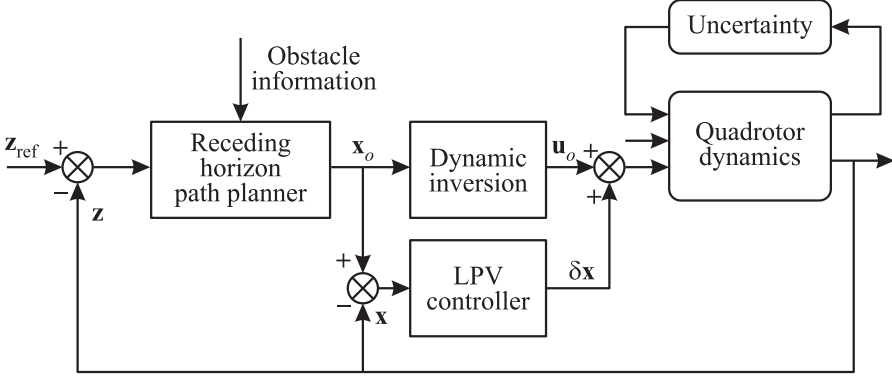 Uncertainty
Obstacle
information
z_ref
+
−
z
Receding
horizon
path planner
x_o
Dynamic
inversion
u_o
+
+
Quadrotor
dynamics
+
−
x
LPV
controller
δx